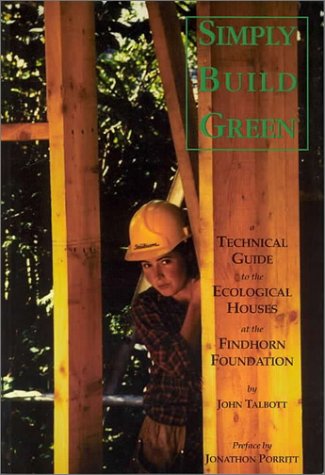 SIMPLY
BUILD
GREEN
a
TECHNICAL
GUIDE
to the
ECOLOGICAL
HOUSES
at the
FINDHORN
FOUNDATION
by
JOHN TALBOTT
Preface by
JONATHON PORRITT